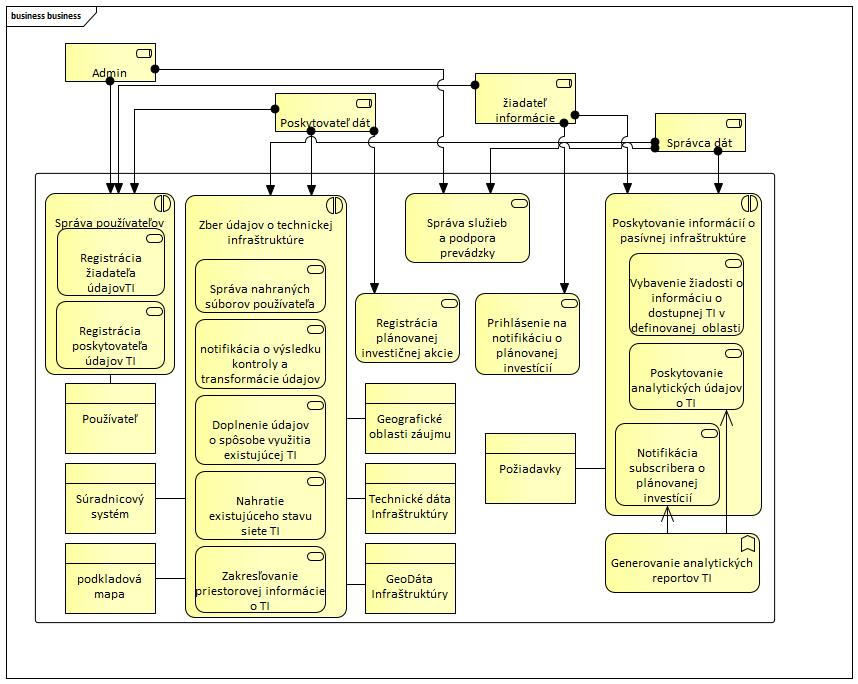 business business
Admin
žiadateľ
informácie
Poskytovateľ dát
Správca dát
Správa používateľov
Registrácia
žiadateľa
údajovTI
Registrácia
poskytovateľa
údajov TI
Zber údajov o technickej
infraštruktúre
Správa nahraných
súborov používateľa
notifikácia o výsledku
kontroly a
transformácie údajov
Doplnenie údajov
o spôsobe využitia
existujúcej TI
Nahratie
existujúceho stavu
siete TI
Zakresľovanie
priestorovej informácie
o TI
Správa služieb
a podpora
prevádzky
Registrácia
plánovanej
investičnej akcie
Prihlásenie na
notifikáciu o
plánovanej
investícií
Poskytovanie informácií o
pasívnej infraštruktúre
Vybavenie žiadosti o
informáciu o
dostupnej TI v
definovanej oblasti
Poskytovanie
analytických údajov
o TI
Notifikácia
subscribera o
plánovanej
investícií
Používateľ
Súradnicový
systém
podkladová
mapa
Geografické
oblasti záujmu
Technické dáta
Infraštruktúry
GeoDáta
Infraštruktúry
Požiadavky
Generovanie analytických
reportov TI